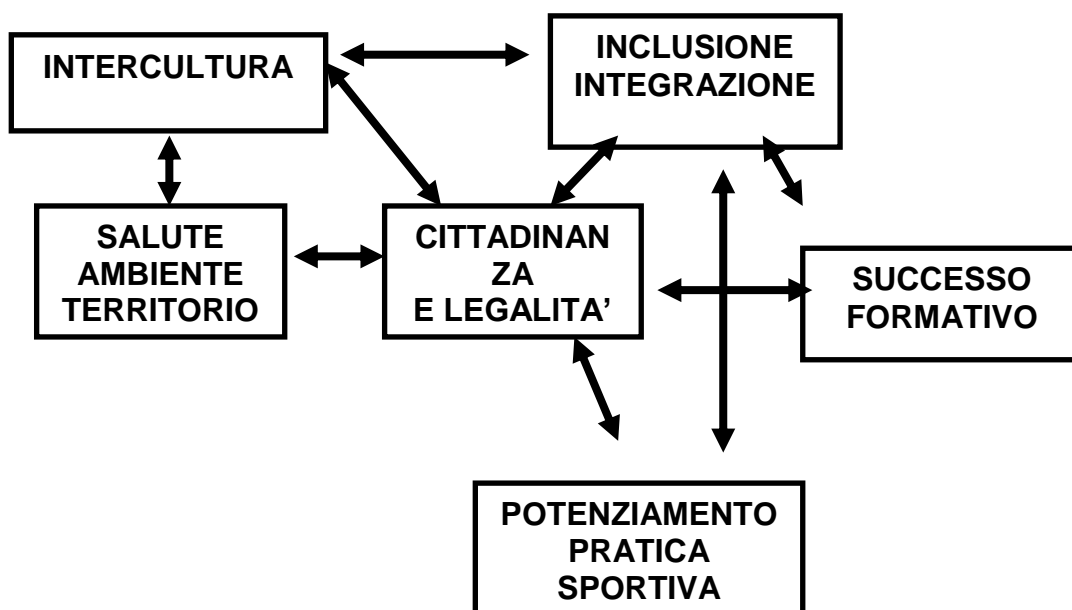 INTERCULTURA
INCLUSIONE
INTEGRAZIONE
SALUTE
AMBIENTE
TERRITORIO
CITTADINAN
ZA
E LEGALITA’
SUCCESSO
FORMATIVO
POTENZIAMENTO
PRATICA
SPORTIVA